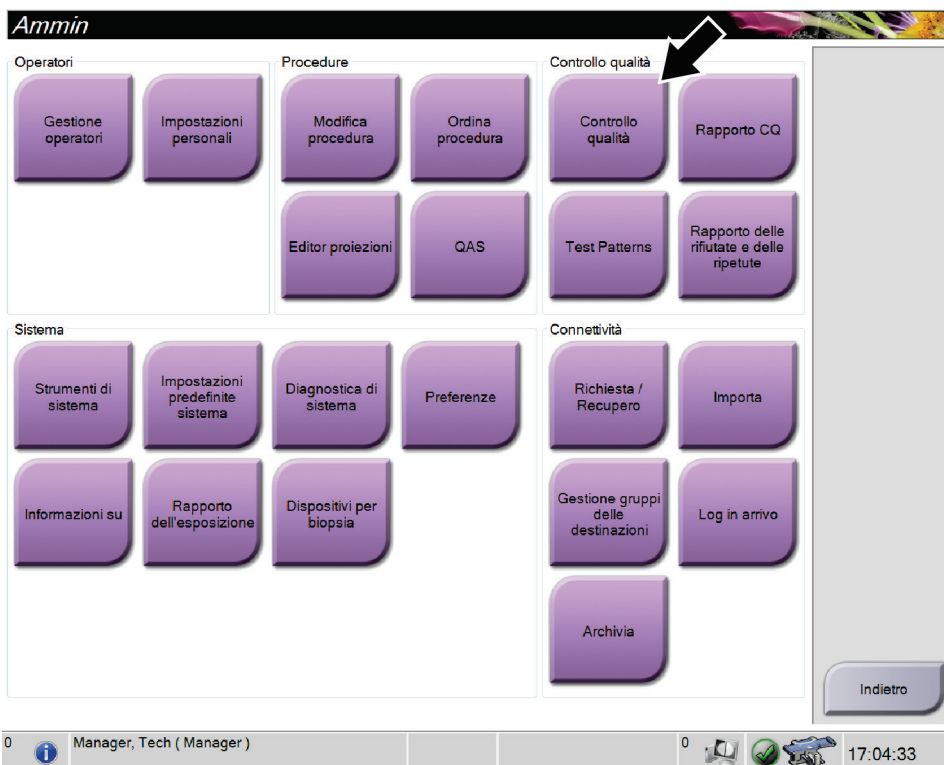 Ammin
Operatori
Gestione
operatori
Impostazioni
personali
Procedure
Modifica
procedura
Ordina
procedura
Editor proiezioni
QAS
Controllo qualità
Controllo
qualità
Rapporto CQ
Test Patterns
Rapporto delle
rifiutate e delle
ripetute
Sistema
Strumenti di
sistema
Impostazioni
predefinite
sistema
Diagnostica di
sistema
Preferenze
Informazioni su
Rapporto
dell'esposizione
Dispositivi per
biopsia
Connettività
Richiesta /
Recupero
Importa
Gestione gruppi
delle
destinazioni
Log in arrivo
Archivia
Indietro
0
Manager, Tech ( Manager )
0
17:04:33